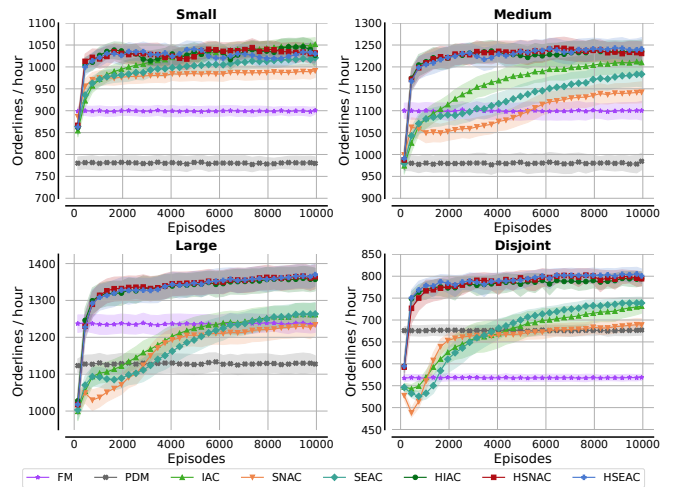 Small
Orderlines / hour
1100
1050
1000
950
900
850
800
750
700
0 2000 4000 6000 8000 10000
Episodes
Medium
Orderlines / hour
1300
1250
1200
1150
1100
1050
1000
950
900
0 2000 4000 6000 8000 10000
Episodes
Large
Orderlines / hour
1400
1300
1200
1100
1000
0 2000 4000 6000 8000 10000
Episodes
Disjoint
Orderlines / hour
850
800
750
700
650
600
550
500
450
0 2000 4000 6000 8000 10000
Episodes
FM PDM IAC SNAC SEAC HIAC HSNAC HSEAC